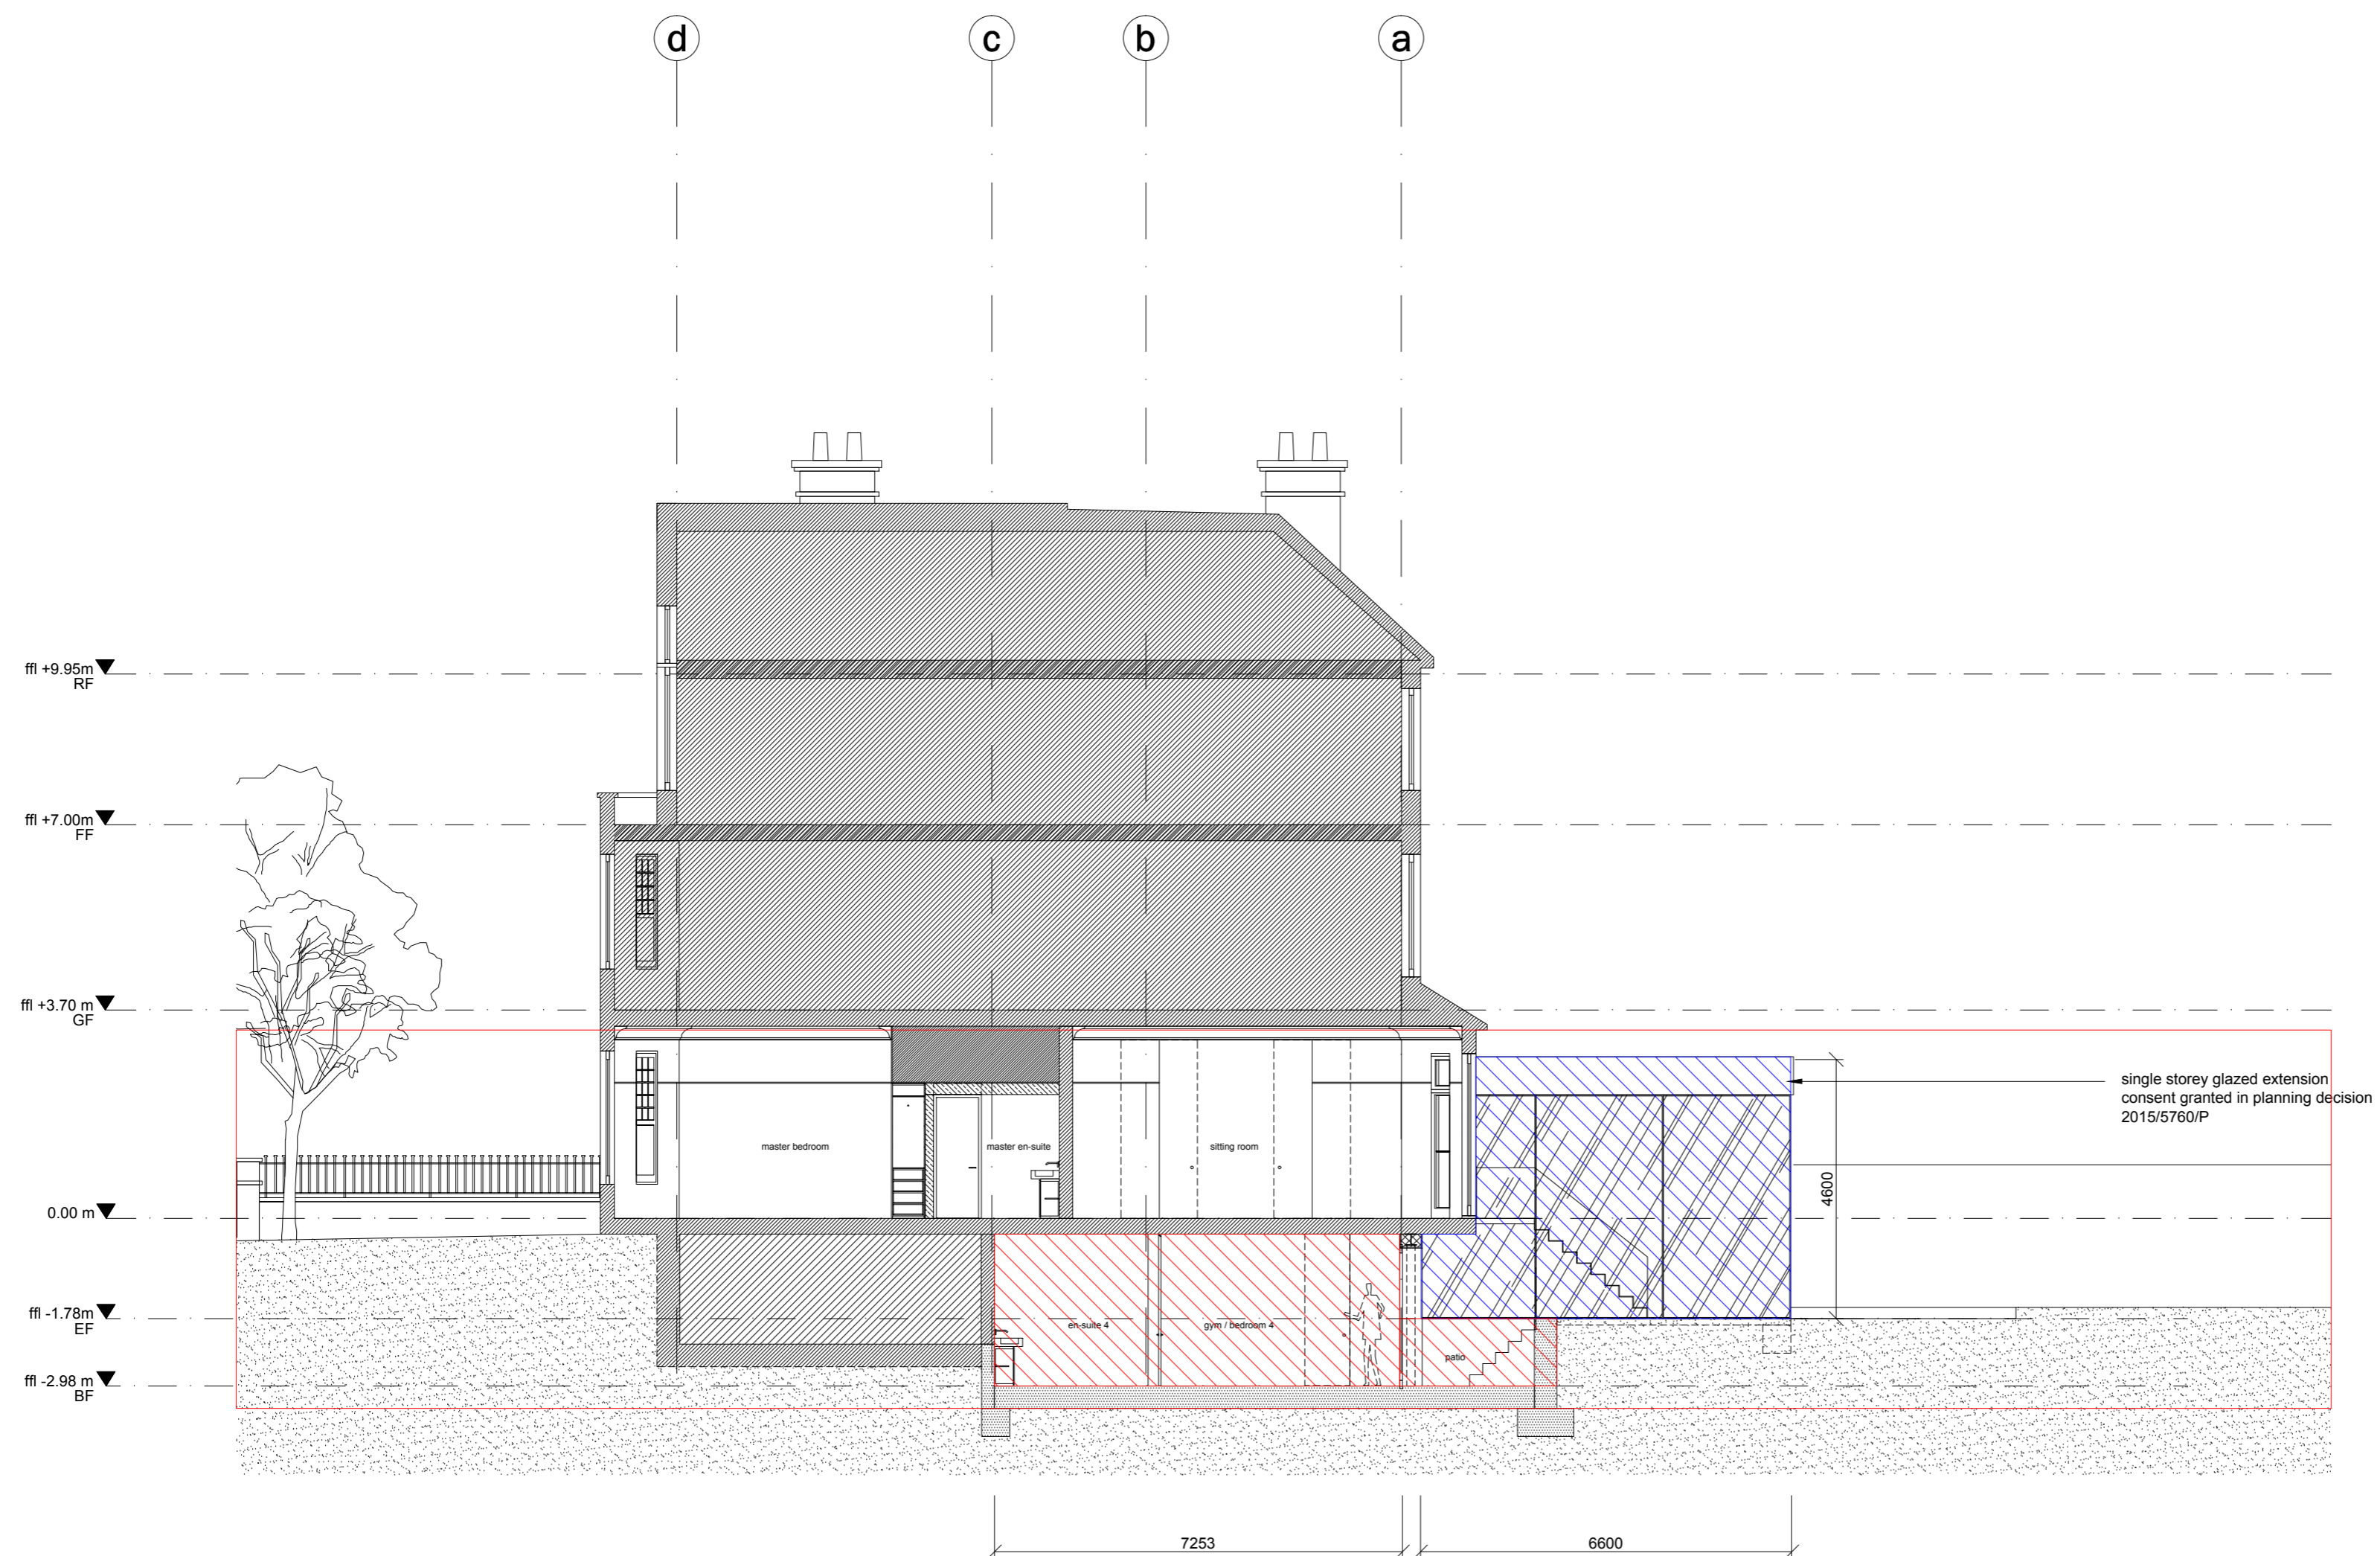 d
c
b
a
ffl +9.95m
RF
ffl +7.00m
FF
ffl +3.70 m
GF
single storey glazed extension
consent granted in planning decision
2015/5760/P
master bedroom
master en-suite
sitting room
4600
0.00 m
ffl -1.78m
EF
en-suite 4
gym / bedroom 4
patio
ffl -2.98 m
BF
7253
6600